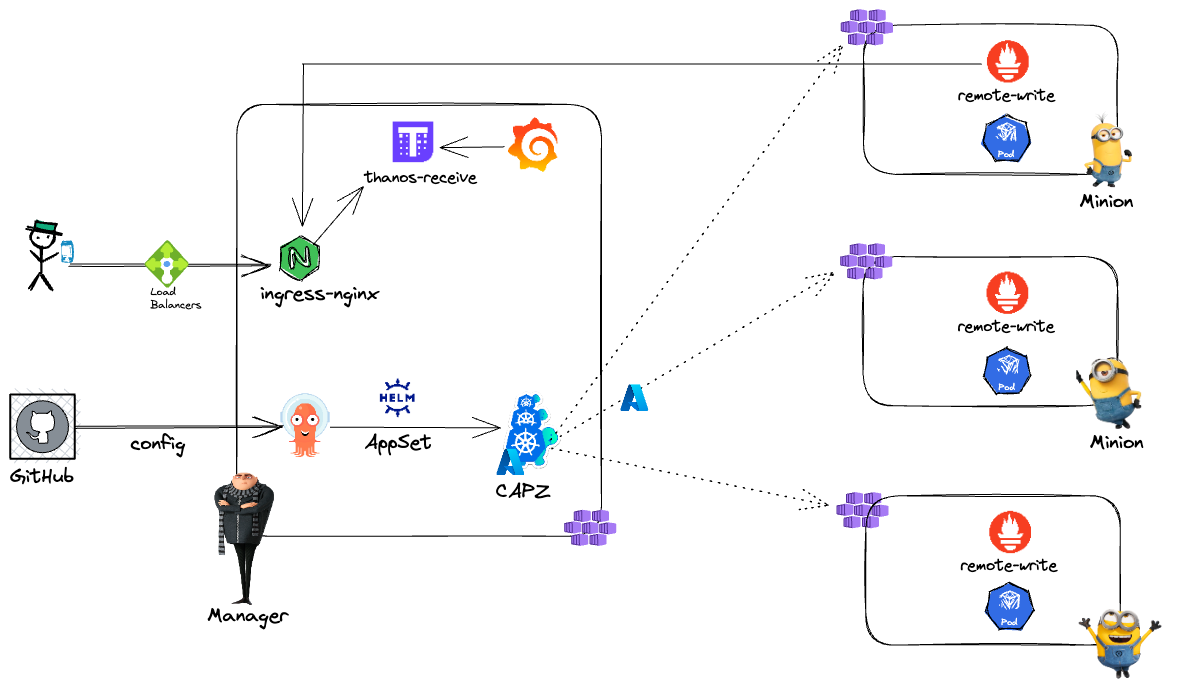 remote-write
Pod
Minion
T
thanos-receive
N
ingress-nginx
Load
Balancers
remote-write
Pod
Minion
GitHub
config
HELM
AppSet
CAPZ
Manager
remote-write
Pod